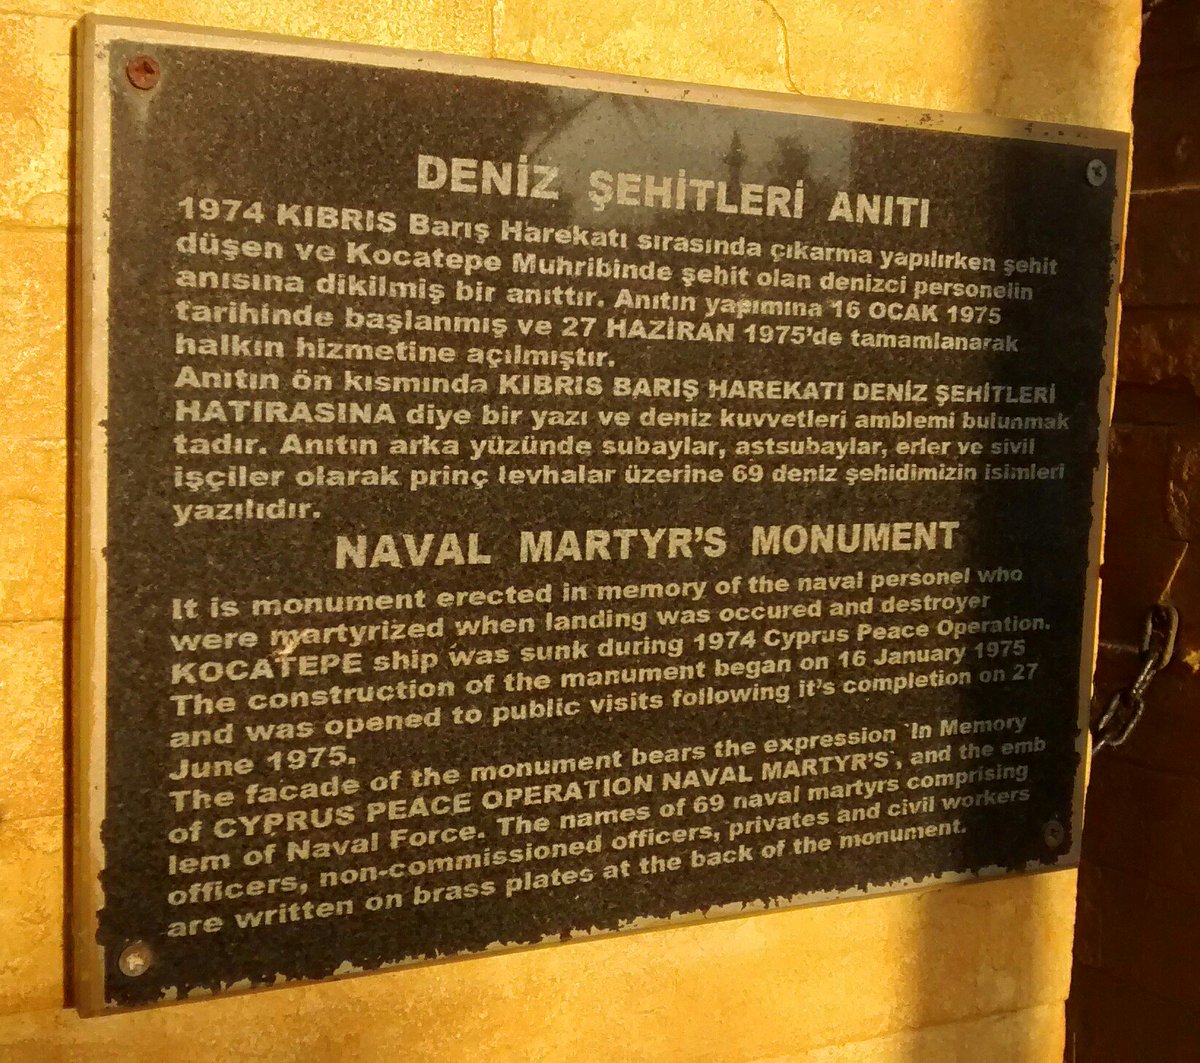 DENİZ ŞEHİTLERİ ANITI
1974 KIBRIS Barış Harekatı sırasında çıkarma yapılırken şehit
düşen ve Kocatepe Muhribinde şehit olan denizci personelin
anısına dikilmiş bir anıttır. Anıtın yapımına 16 OCAK 1975
tarihinde başlanmış ve 27 HAZİRAN 1975'de tamamlanarak
halkın hizmetine açılmıştır.
Anıtın ön kısmında KIBRIS BARIŞ HAREKATI DENİZ ŞEHİTLERİ
HATIRASINA diye bir yazı ve deniz kuvvetleri amblemi bulunmak
tadır. Anıtın arka yüzünde subaylar, astsubaylar, erler ve sivil
işçiler olarak prinç levhalar üzerine 69 deniz şehidimizin isimleri
yazılıdır.
NAVAL MARTYR'S MONUMENT
It is monument erected in memory of the naval personel who
were martyrized when landing was occured and destroyer
KOCATEPE ship was sunk during 1974 Cyprus Peace Operation.
The construction of the manument began on 16 January 1975
and was opened to public visits following it's completion on 27
June 1975.
The facade of the monument bears the expression `In Memory
of CYPRUS PEACE OPERATION NAVAL MARTYR'S`, and the emb
lem of Naval Force. The names of 69 naval martyrs comprising
officers, non-commissioned officers, privates and civil workers
are written on brass plates at the back of the monument.